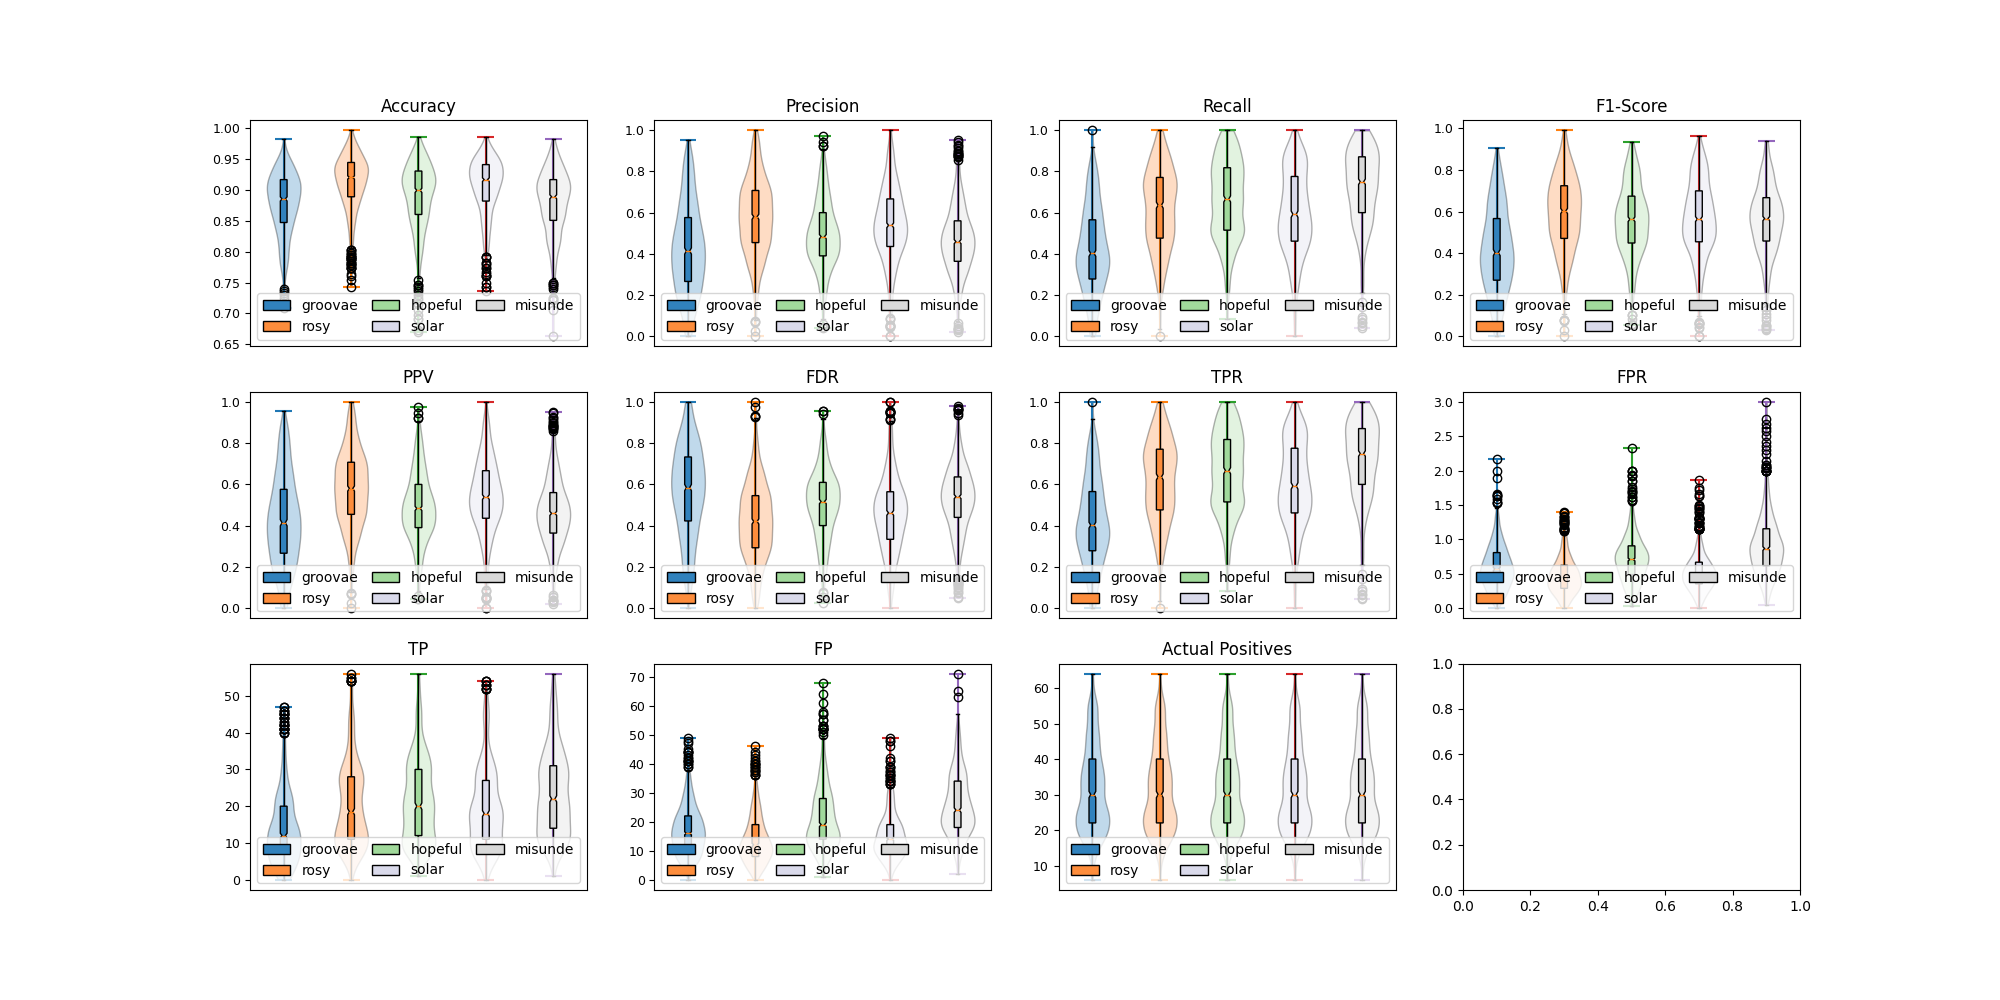 Accuracy
1.00
0.95
0.90
0.85
0.80
0.75
0.70
0.65
groovae hopeful misunde
rosy solar
Precision
1.0
0.8
0.6
0.4
0.2
0.0
groovae hopeful misunde
rosy solar
Recall
1.0
0.8
0.6
0.4
0.2
0.0
groovae hopeful misunde
rosy solar
F1-Score
1.0
0.8
0.6
0.4
0.2
0.0
groovae hopeful misunde
rosy solar
PPV
1.0
0.8
0.6
0.4
0.2
0.0
groovae hopeful misunde
rosy solar
FDR
1.0
0.8
0.6
0.4
0.2
0.0
groovae hopeful misunde
rosy solar
TPR
1.0
0.8
0.6
0.4
0.2
0.0
groovae hopeful misunde
rosy solar
FPR
3.0
2.5
2.0
1.5
1.0
0.5
0.0
groovae hopeful misunde
rosy solar
TP
50
40
30
20
10
0
groovae hopeful misunde
rosy solar
FP
70
60
50
40
30
20
10
0
groovae hopeful misunde
rosy solar
Actual Positives
60
50
40
30
20
10
groovae hopeful misunde
rosy solar
1.0
0.8
0.6
0.4
0.2
0.0
0.0 0.2 0.4 0.6 0.8 1.0